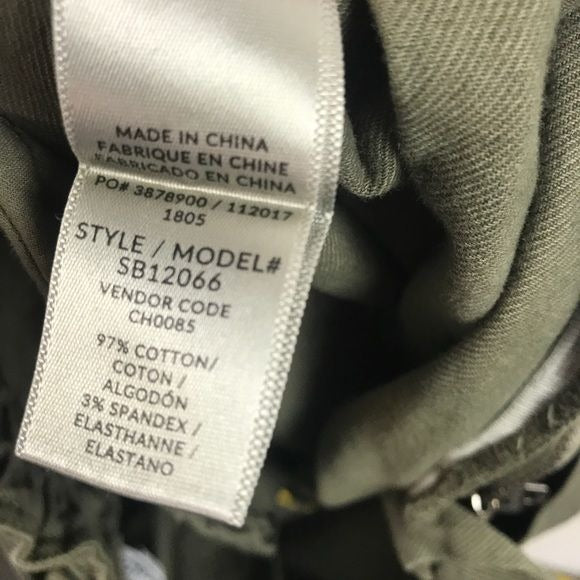 MADE IN CHINA
FABRIQUE EN CHINE
FABRICADO EN CHINA
PO# 3878900 / 112017
1805
STYLE / MODEL#
SB12066
VENDOR CODE
CH0085
97% COTTON/
COTON /
ALGODÓN
3% SPANDEX /
ELASTHANNE /
ELASTANO